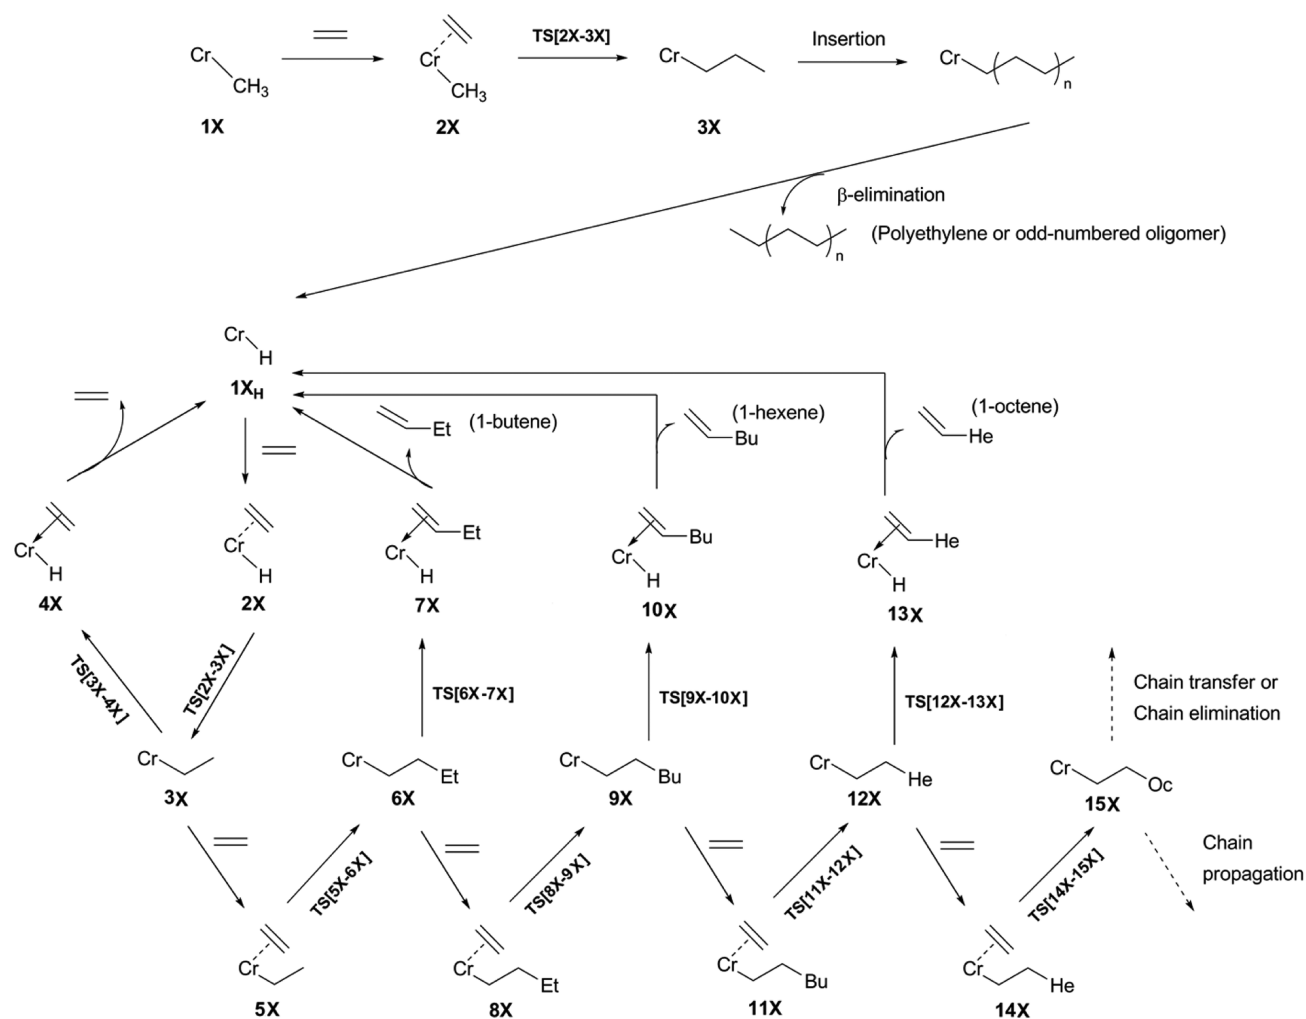 Cr
CH3
1X
Cr
CH3
2X
TS[2X-3X]
Cr
3X
Insertion
Cr
n
β-elimination
n
(Polyethylene or odd-numbered oligomer)
Cr
H
1XH
Et
(1-butene)
(1-hexene)
Bu
(1-octene)
He
Cr
H
4X
Cr
H
2X
Et
Cr
H
7X
Bu
Cr
H
10X
He
Cr
H
13X
TS[3X-4X]
TS[2X-3X]
TS[6X-7X]
TS[9X-10X]
TS[12X-13X]
Chain transfer or
Chain elimination
Cr
3X
Cr
Et
6X
Cr
Bu
9X
Cr
He
12X
Cr
Oc
15X
TS[5X-6X]
TS[8X-9X]
TS[11X-12X]
TS[14X-15X]
Chain
propagation
Cr
5X
Cr
Et
8X
Cr
Bu
11X
Cr
He
14X